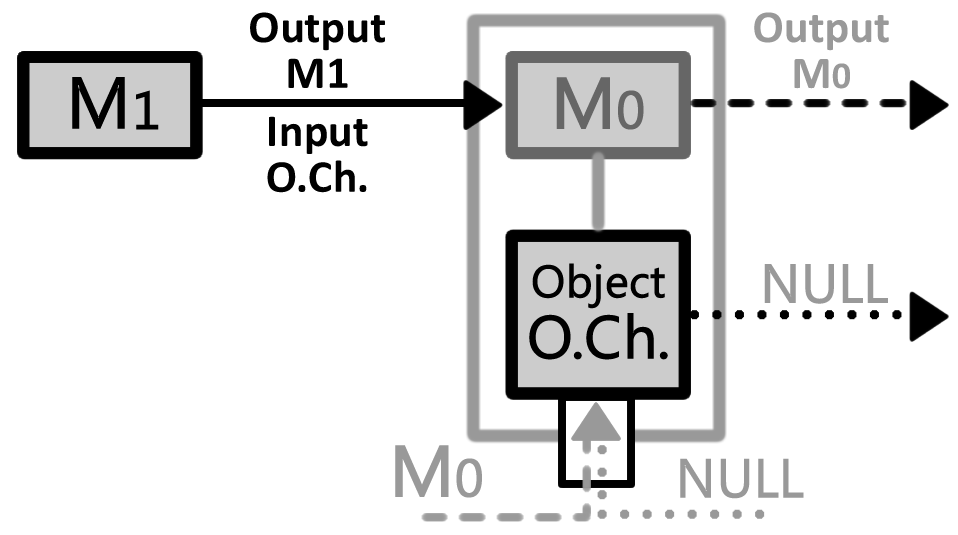 Output
M1
Output
M0
M1
M0
Input
O.Ch.
Object
O.Ch.
NULL
M0
NULL